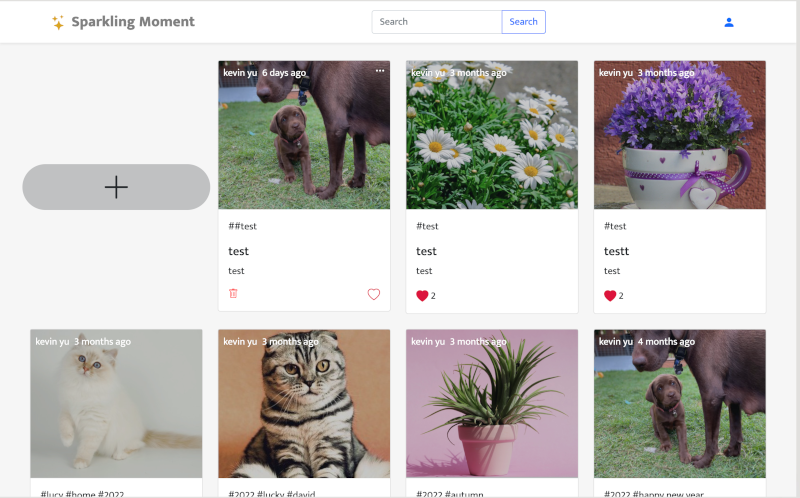 Sparkling Moment
Search
Search
kevin yu 6 days ago
##test
test
test
kevin yu 3 months ago
#test
test
test
2
kevin yu 3 months ago
#test
testt
test
2
kevin yu 3 months ago
#lucy #home #2022
kevin yu 3 months ago
#2022 #lucky #david
kevin yu 3 months ago
#2022 #autumn
kevin yu 4 months ago
#2022 #happy new year